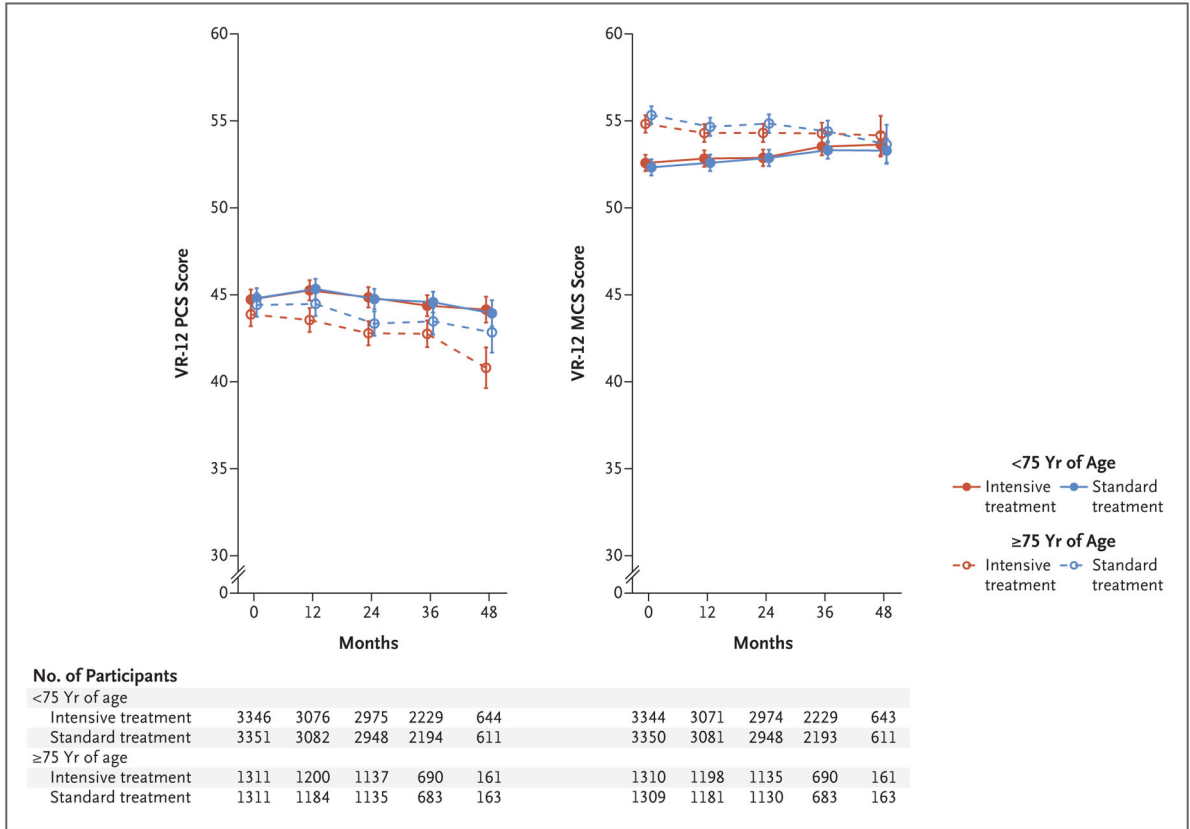 60
55
50
45
40
35
30
0
VR-12 PCS Score
0 12 24 36 48
Months
60
55
50
45
40
35
30
0
VR-12 MCS Score
0 12 24 36 48
Months
<75 Yr of Age
Intensive treatment
Standard treatment
≥75 Yr of Age
Intensive treatment
Standard treatment
No. of Participants
<75 Yr of age
Intensive treatment 3346 3076 2975 2229 644 3344 3071 2974 2229 643
Standard treatment 3351 3082 2948 2194 611 3350 3081 2948 2193 611
≥75 Yr of age
Intensive treatment 1311 1200 1137 690 161 1310 1198 1135 690 161
Standard treatment 1311 1184 1135 683 163 1309 1181 1130 683 163